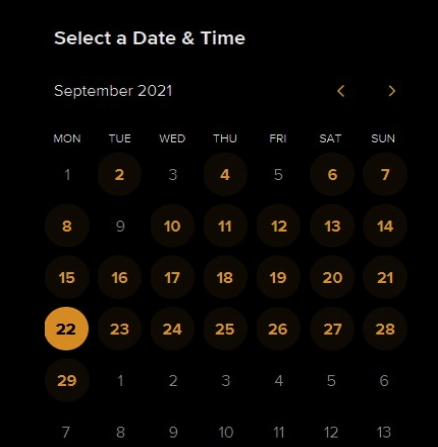 Select a Date & Time
September 2021
MON TUE WED THU FRI SAT SUN
1 2 3 4 5 6 7
8 9 10 11 12 13 14
15 16 17 18 19 20 21
22 23 24 25 26 27 28
29 1 2 3 4 5 6
7 8 9 10 11 12 13